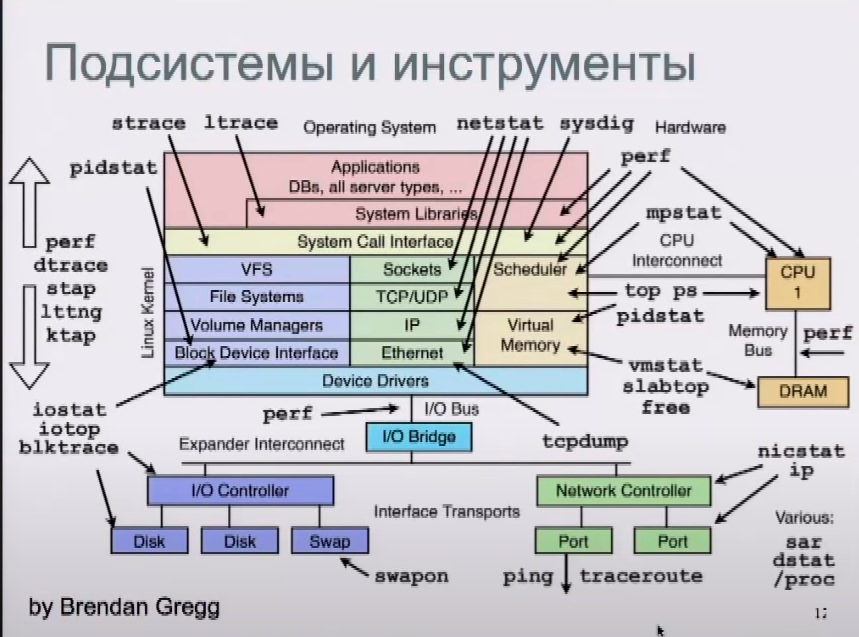 Подсистемы и инструменты
strace ltrace Operating System netstat sysdig Hardware
pidstat
perf
Applications
DBs, all server types, ...
System Libraries
System Call Interface
mpstat
CPU
Interconnect
perf
dtrace
stap
lttng
ktap
Linux Kernel
VFS
File Systems
Volume Managers
Block Device Interface
Sockets
TCP/UDP
IP
Ethernet
Scheduler
Virtual
Memory
Device Drivers
top ps
pidstat
CPU
1
Memory
Bus
perf
vmstat
slabtop
free
DRAM
iostat
iotop
blktrace
perf
I/O Bus
I/O Bridge
tcpdump
Expander Interconnect
nicstat
ip
I/O Controller
Network Controller
Interface Transports
Disk
Disk
Swap
Port
Port
swapon
ping traceroute
Various:
sar
dstat
/proc
by Brendan Gregg